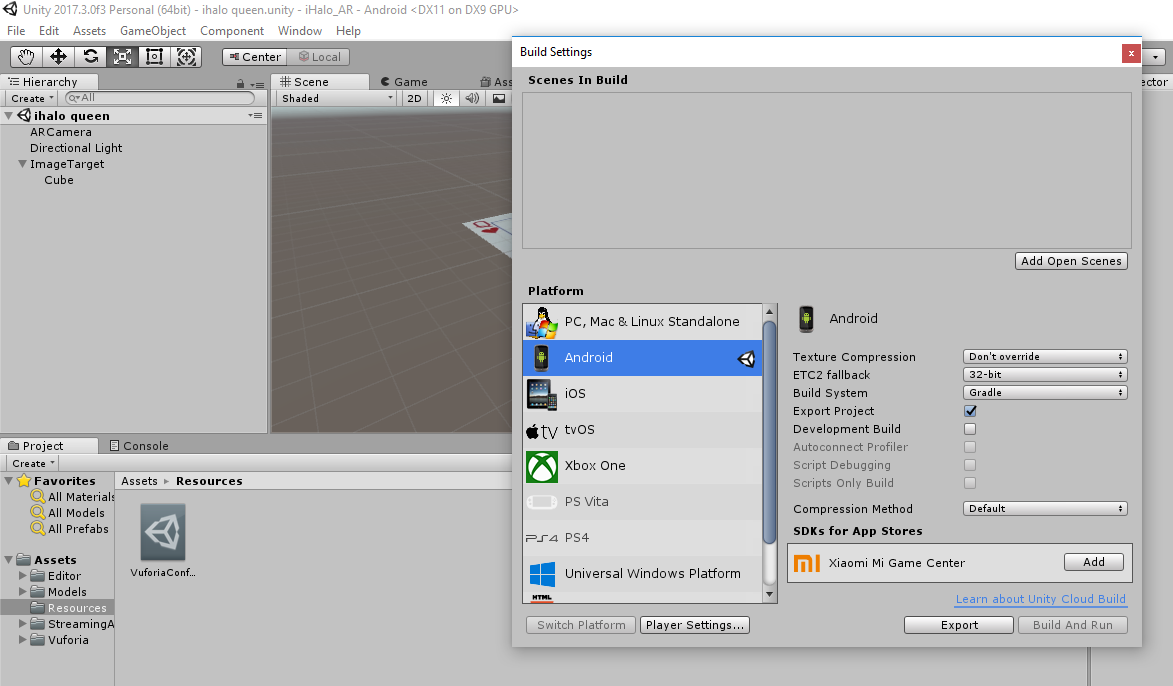 Unity 2017.3.0f3 Personal (64bit) - ihalo queen.unity - iHalo_AR - Android <DX11 on DX9 GPU>
File Edit Assets GameObject Component Window Help
Center Local
Hierarchy
Create All
ihalo queen
ARCamera
Directional Light
ImageTarget
Cube
Scene Game Ass
Shaded 2D
Q
Project Console
Create
Favorites
All Materials
All Models
All Prefabs
Assets
Editor
Models
Resources
StreamingA
Vuforia
Assets Resources
VuforiaConf...
ector
Build Settings
x
Scenes In Build
Add Open Scenes
Platform
PC, Mac & Linux Standalone
Android
iOS
tv tvOS
Xbox One
PS Vita
PS4 PS4
Universal Windows Platform
HTML
Android
Texture Compression Don't override
ETC2 fallback 32-bit
Build System Gradle
Export Project
Development Build
Autoconnect Profiler
Script Debugging
Scripts Only Build
Compression Method Default
SDKs for App Stores
mi Xiaomi Mi Game Center Add
Learn about Unity Cloud Build
Switch Platform Player Settings... Export Build And Run